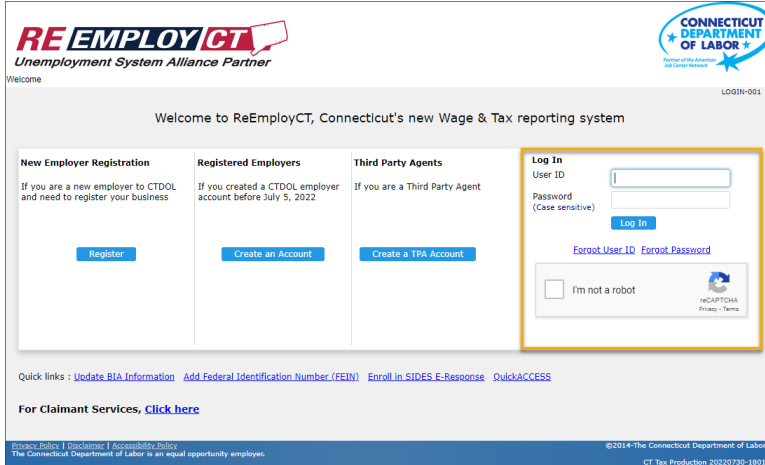 RE EMPLOY CT
Unemployment System Alliance Partner
CONNECTICUT
DEPARTMENT
OF LABOR
Partner of the American
Job Center Network
Welcome
LOGIN-001
Welcome to ReEmployCT, Connecticut's new Wage & Tax reporting system
New Employer Registration
If you are a new employer to CTDOL
and need to register your business
Register
Registered Employers
If you created a CTDOL employer
account before July 5, 2022
Create an Account
Third Party Agents
If you are a Third Party Agent
Create a TPA Account
Log In
User ID
Password
(Case sensitive)
Log In
Forgot User ID Forgot Password
I'm not a robot
reCAPTCHA
Privacy - Terms
Quick links : Update BIA Information Add Federal Identification Number (FEIN) Enroll in SIDES E-Response QuickACCESS
For Claimant Services, Click here
Privacy Policy | Disclaimer | Accessibility Policy
The Connecticut Department of Labor is an equal opportunity employer.
©2014-The Connecticut Department of Labor
CT Tax Production 20220730-1801